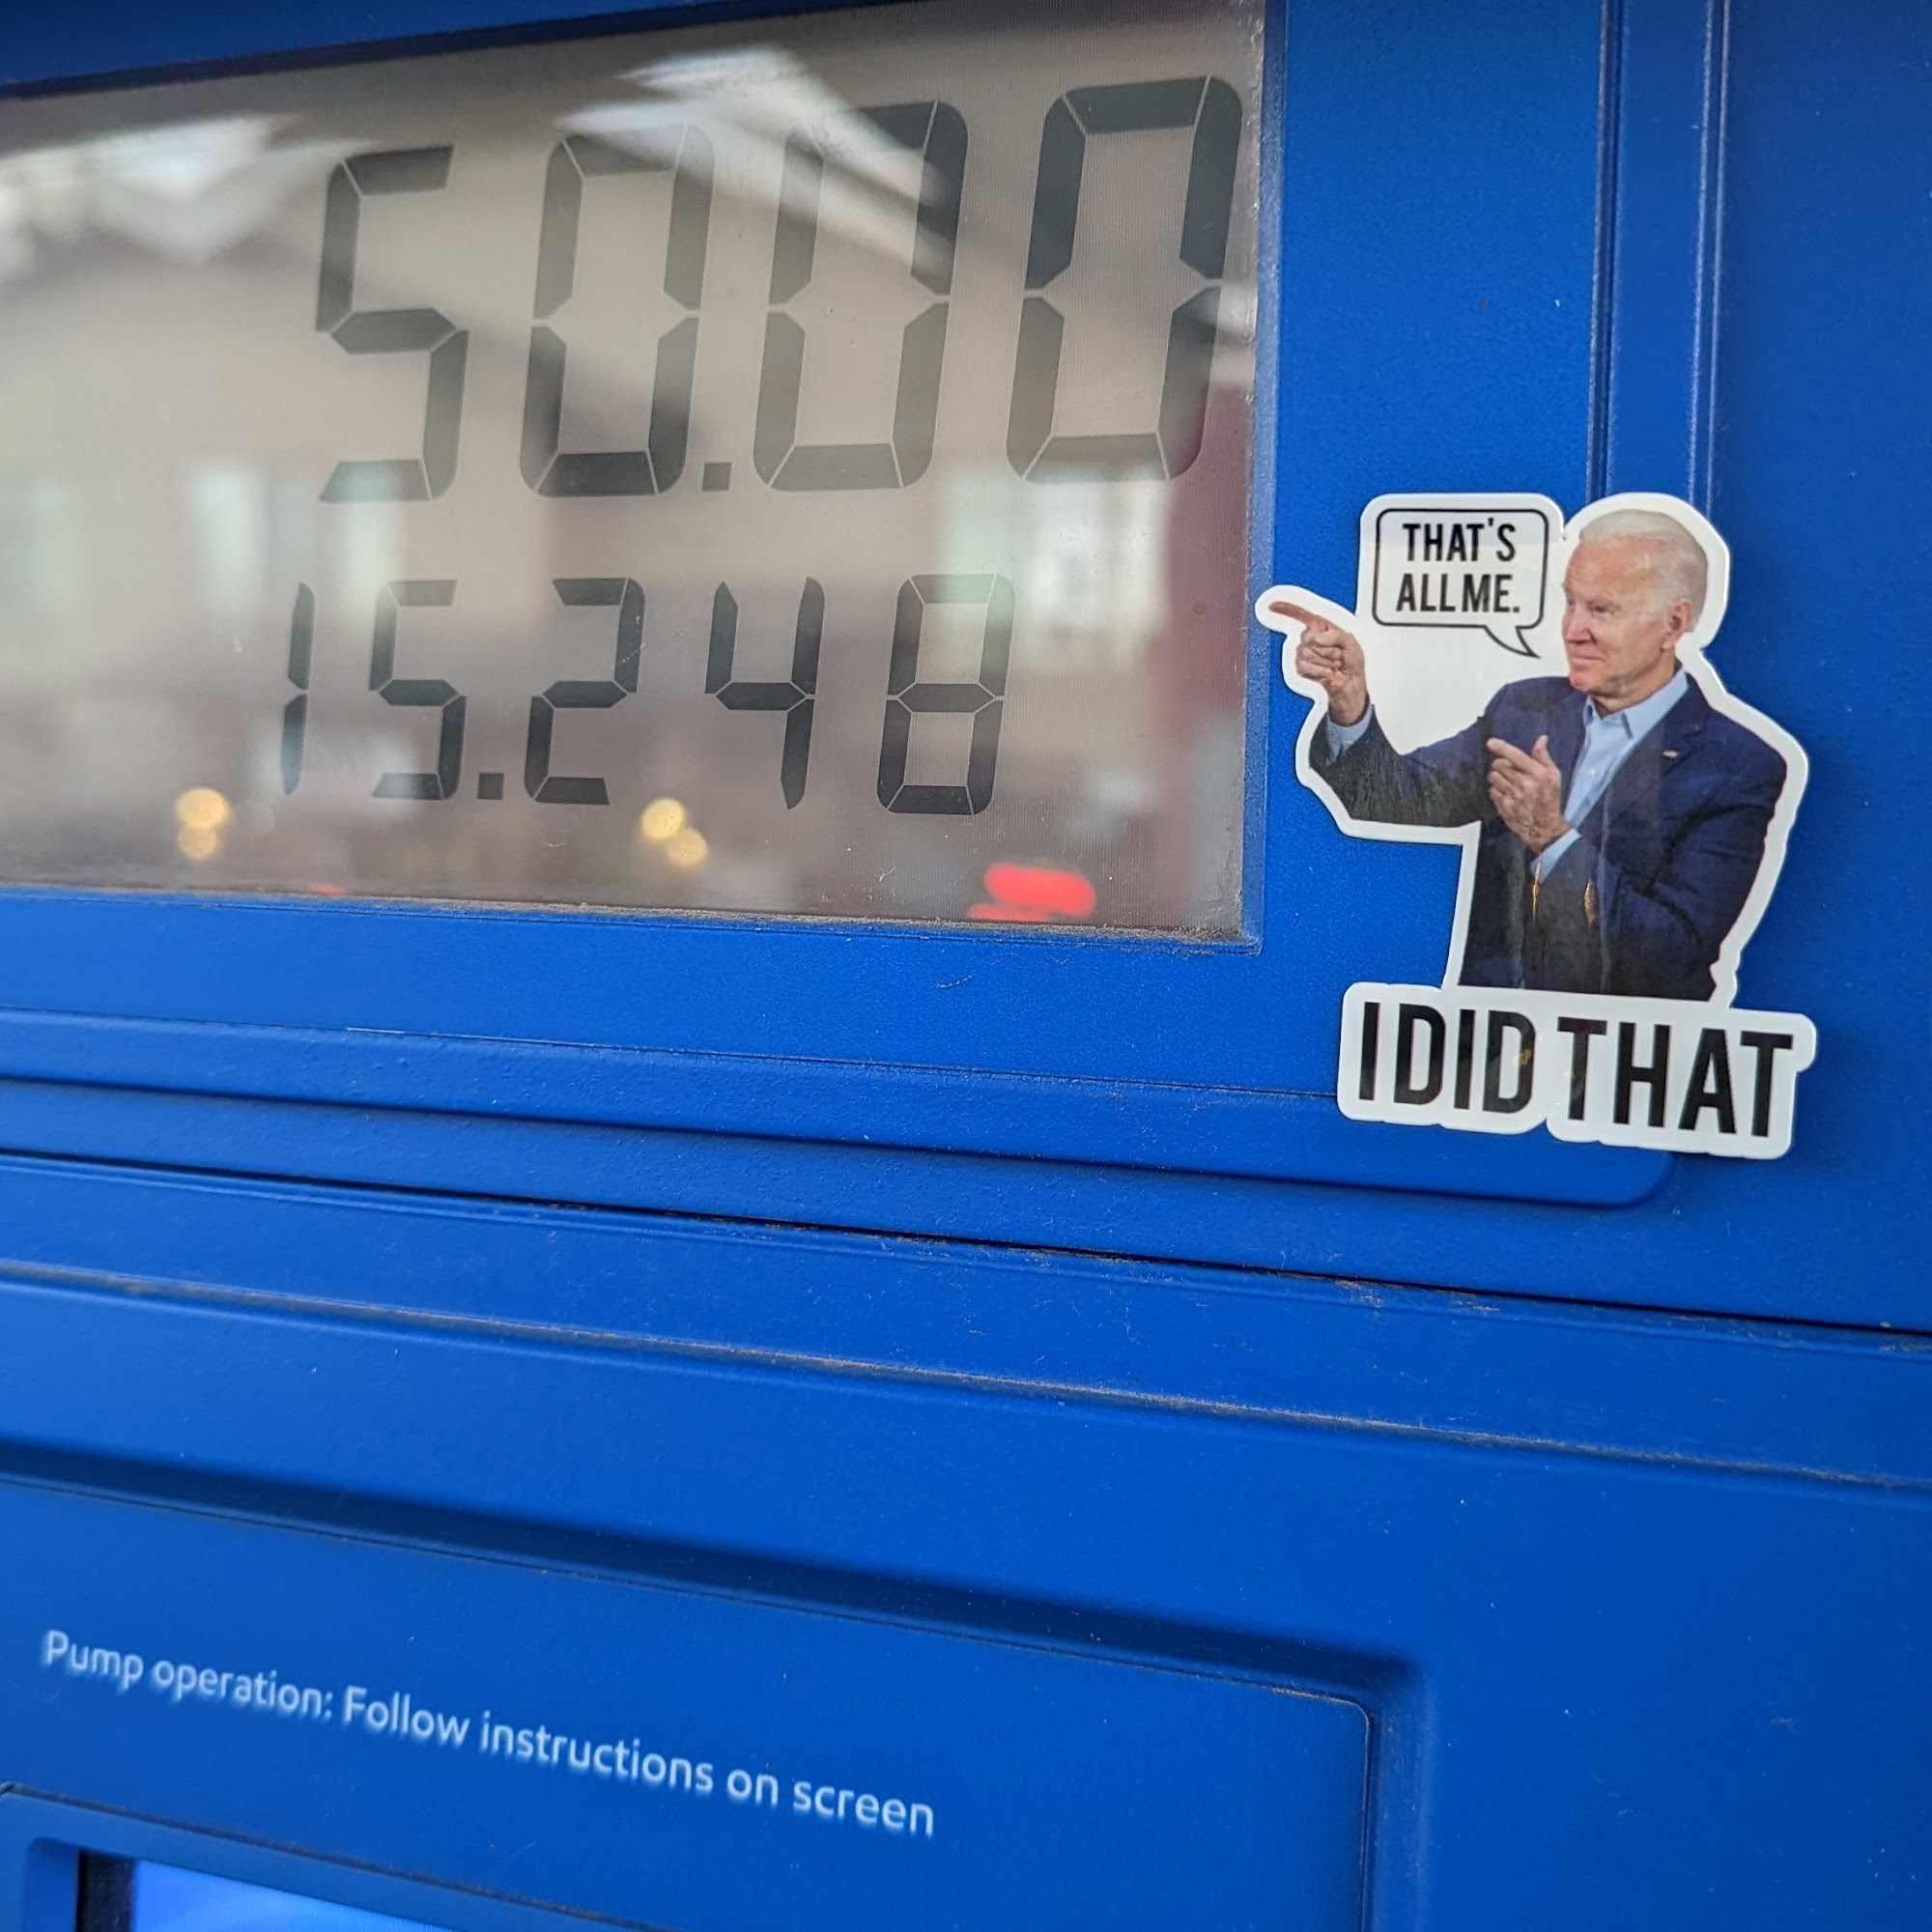 50.00
15.248
THAT'S
ALL ME.
I DID THAT
Pump operation: Follow instructions on screen